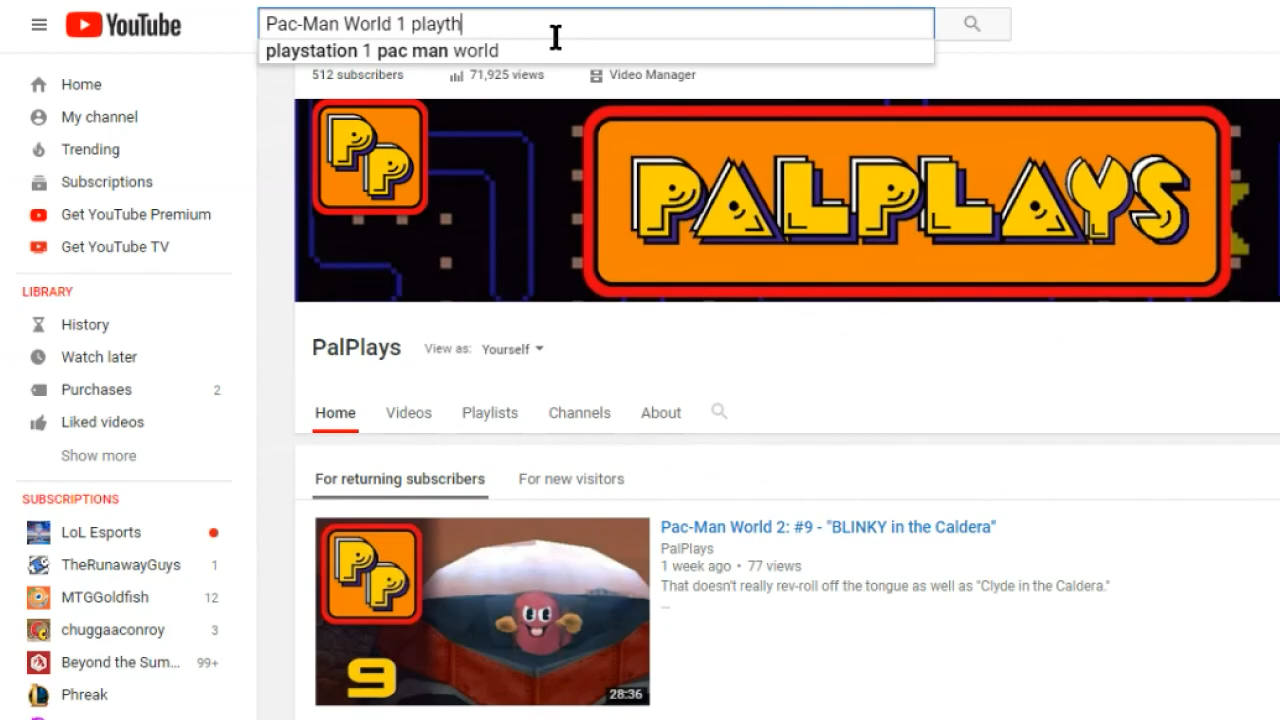 YouTube
Pac-Man World 1 playth
playstation 1 pac man world
512 subscribers
71,925 views
Video Manager
Home
My channel
Trending
Subscriptions
Get YouTube Premium
Get YouTube TV
LIBRARY
History
Watch later
Purchases 2
Liked videos
Show more
SUBSCRIPTIONS
LoL Esports
TheRunawayGuys 1
MTGGoldfish 12
chuggaaconroy 3
Beyond the Sum... 99+
Phreak
PP
PALPLAYS
PalPlays
View as: Yourself
Home Videos Playlists Channels About
For returning subscribers For new visitors
PP
9
28:36
Pac-Man World 2: #9 - "BLINKY in the Caldera"
PalPlays
1 week ago • 77 views
That doesn't really rev-roll off the tongue as well as "Clyde in the Caldera."
...